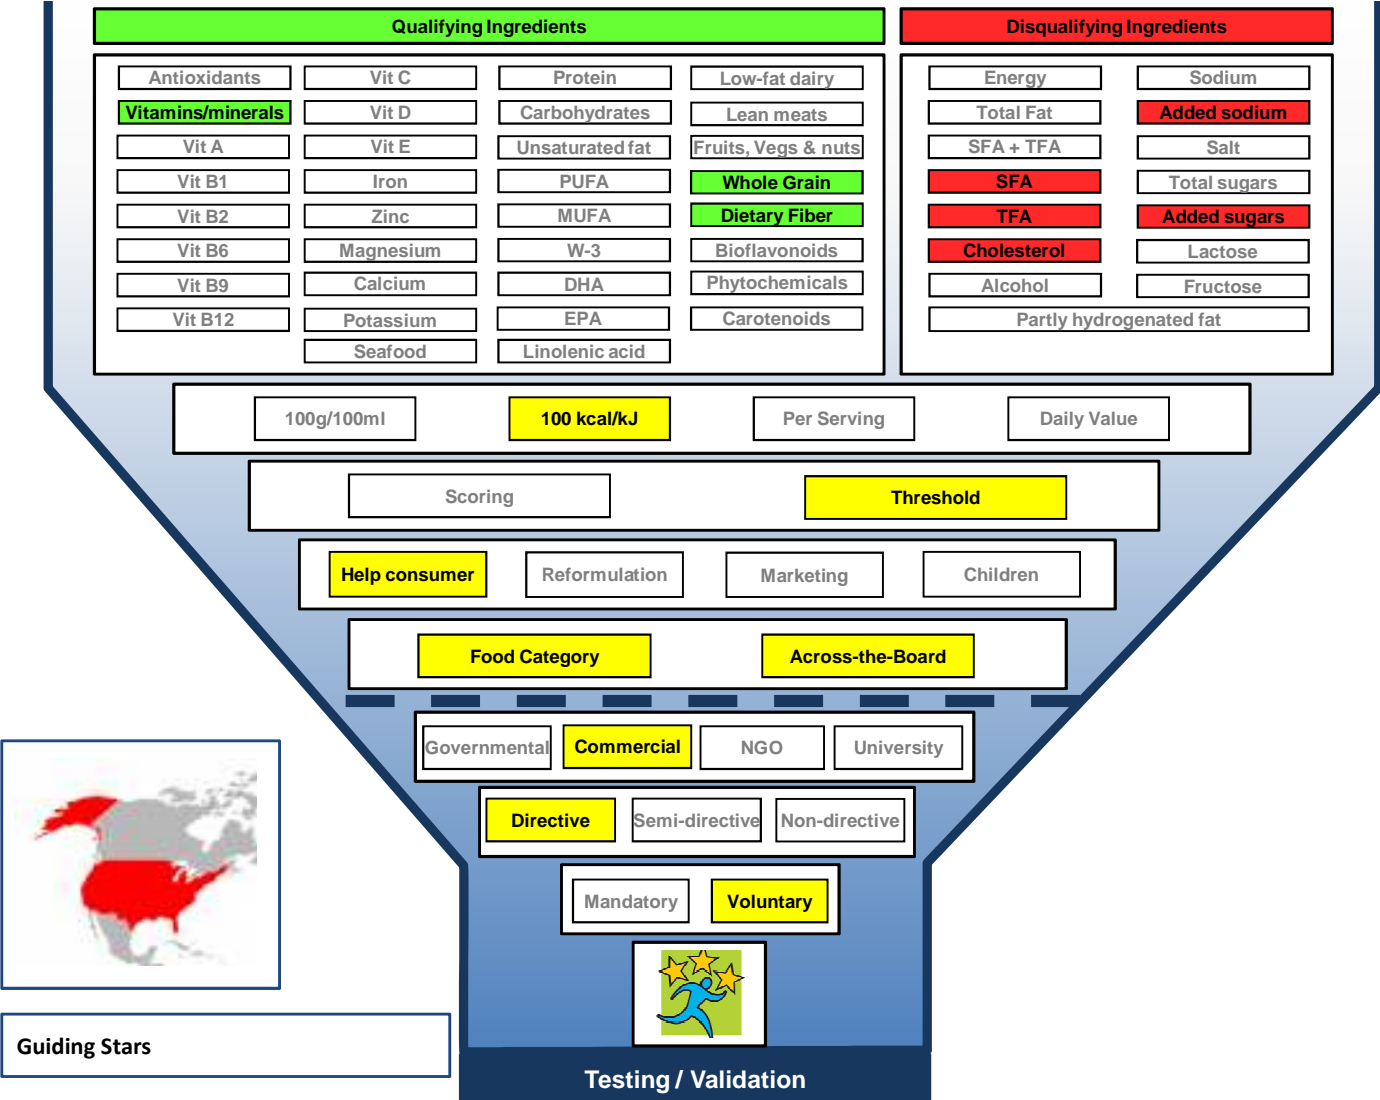 Qualifying Ingredients
Disqualifying Ingredients
Antioxidants Vit C Protein Low-fat dairy Energy Sodium
Vitamins/minerals Vit D Carbohydrates Lean meats Total Fat Added sodium
Vit A Vit E Unsaturated fat Fruits, Vegs & nuts SFA + TFA Salt
Vit B1 Iron PUFA Whole Grain SFA Total sugars
Vit B2 Zinc MUFA Dietary Fiber TFA Added sugars
Vit B6 Magnesium W-3 Bioflavonoids Cholesterol Lactose
Vit B9 Calcium DHA Phytochemicals Alcohol Fructose
Vit B12 Potassium EPA Carotenoids Partly hydrogenated fat
Seafood Linolenic acid
100g/100ml 100 kcal/kJ Per Serving Daily Value
Scoring Threshold
Help consumer Reformulation Marketing Children
Food Category Across-the-Board
Governmental Commercial NGO University
Directive Semi-directive Non-directive
Mandatory Voluntary
Guiding Stars
Testing / Validation